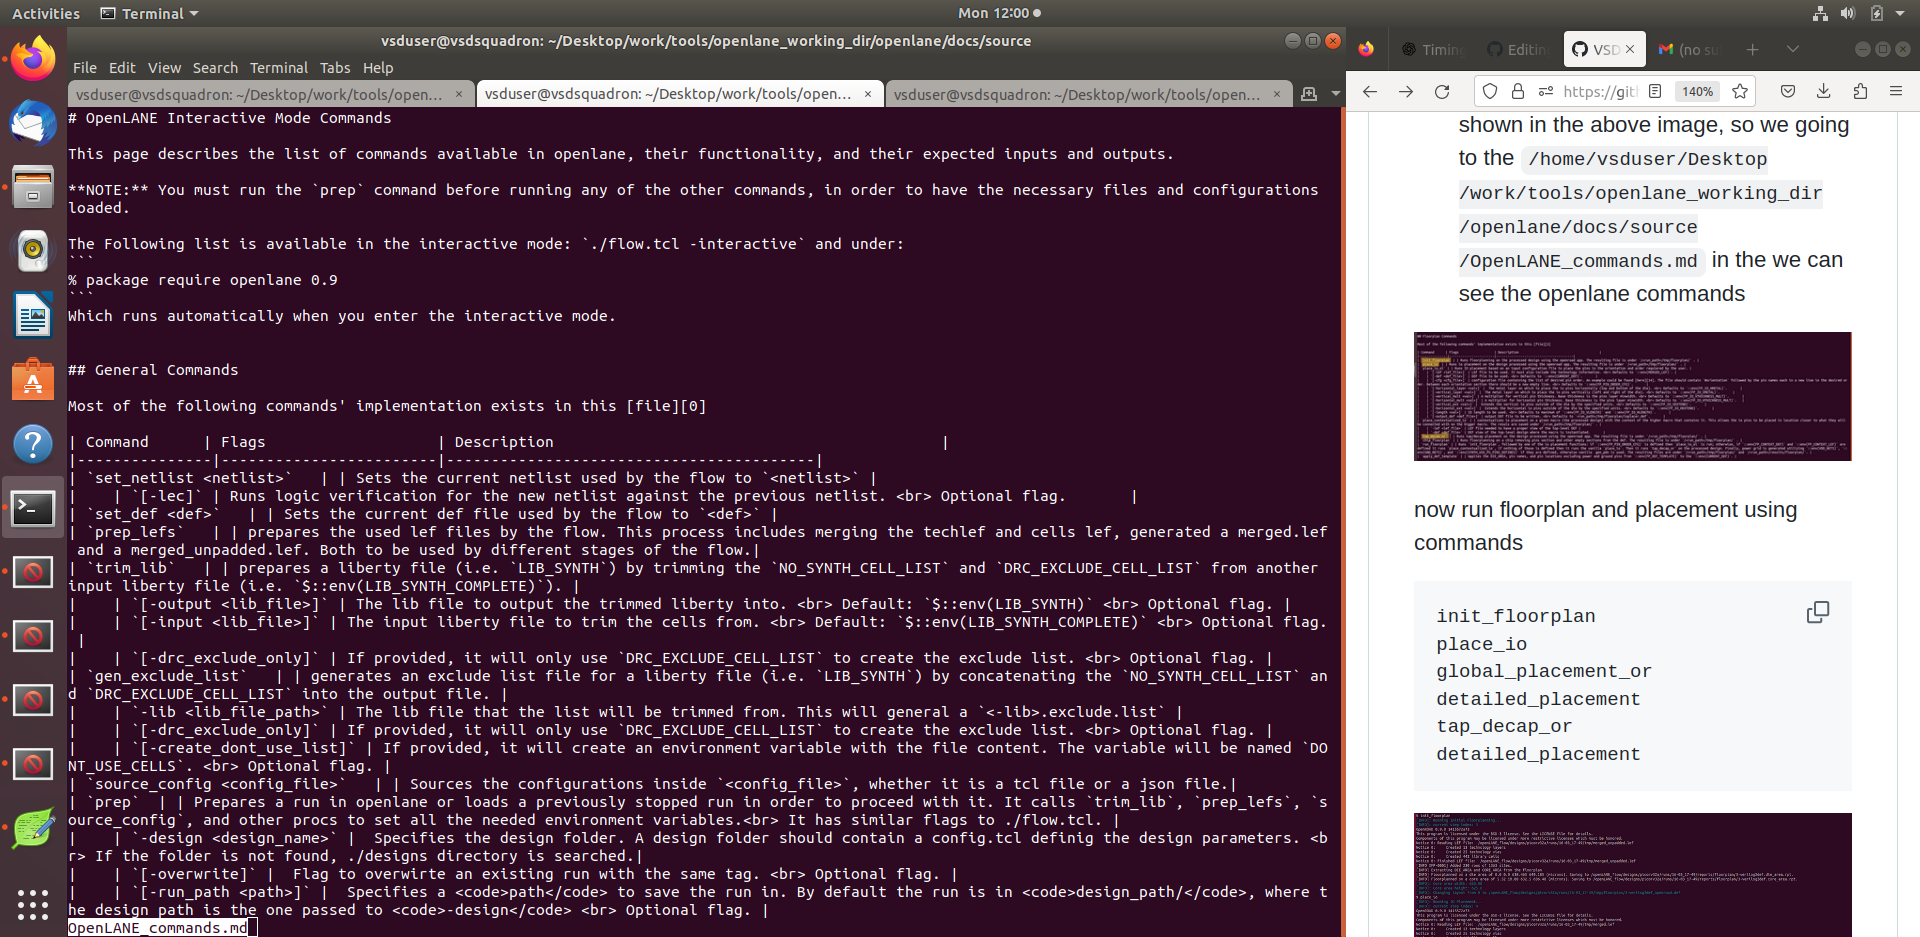 Activities
Terminal
Mon 12:00
vsduser@vsdsquadron: ~/Desktop/work/tools/openlane_working_dir/openlane/docs/source
File Edit View Search Terminal Tabs Help
vsduser@vsdsquadron: ~/Desktop/work/tools/open... ×
vsduser@vsdsquadron: ~/Desktop/work/tools/open... ×
vsduser@vsdsquadron: ~/Desktop/work/tools/open... ×
# OpenLANE Interactive Mode Commands
This page describes the list of commands available in openlane, their functionality, and their expected inputs and outputs.
**NOTE:** You must run the `prep` command before running any of the other commands, in order to have the necessary files and configurations
loaded.
The Following list is available in the interactive mode: `./flow.tcl -interactive` and under:
```
% package require openlane 0.9
```
Which runs automatically when you enter the interactive mode.
## General Commands
Most of the following commands' implementation exists in this [file][0]
| Command | Flags | Description |
|---------------|------------------------|-----------------------------------------|
| `set_netlist <netlist>` | | Sets the current netlist used by the flow to `<netlist>` |
| | `[-lec]` | Runs logic verification for the new netlist against the previous netlist. <br> Optional flag. |
| `set_def <def>` | | Sets the current def file used by the flow to `<def>` |
| `prep_lefs` | | prepares the used lef files by the flow. This process includes merging the techlef and cells lef, generated a merged.lef
and a merged_unpadded.lef. Both to be used by different stages of the flow.|
| `trim_lib` | | prepares a liberty file (i.e. `LIB_SYNTH`) by trimming the `NO_SYNTH_CELL_LIST` and `DRC_EXCLUDE_CELL_LIST` from another
input liberty file (i.e. `$::env(LIB_SYNTH_COMPLETE)`). |
| | `[-output <lib_file>]` | The lib file to output the trimmed liberty into. <br> Default: `$::env(LIB_SYNTH)` <br> Optional flag. |
| | `[-input <lib_file>]` | The input liberty file to trim the cells from. <br> Default: `$::env(LIB_SYNTH_COMPLETE)` <br> Optional flag.
|
| | `[-drc_exclude_only]` | If provided, it will only use `DRC_EXCLUDE_CELL_LIST` to create the exclude list. <br> Optional flag. |
| `gen_exclude_list` | | generates an exclude list file for a liberty file (i.e. `LIB_SYNTH`) by concatenating the `NO_SYNTH_CELL_LIST` an
d `DRC_EXCLUDE_CELL_LIST` into the output file. |
| | `-lib <lib_file_path>` | The lib file that the list will be trimmed from. This will general a `<-lib>.exclude.list` |
| | `[-drc_exclude_only]` | If provided, it will only use `DRC_EXCLUDE_CELL_LIST` to create the exclude list. <br> Optional flag. |
| | `[-create_dont_use_list]` | If provided, it will create an environment variable with the file content. The variable will be named `DO
NT_USE_CELLS`. <br> Optional flag. |
| `source_config <config_file>` | | Sources the configurations inside `<config_file>`, whether it is a tcl file or a json file.|
| `prep` | | Prepares a run in openlane or loads a previously stopped run in order to proceed with it. It calls `trim_lib`, `prep_lefs`, `s
ource_config`, and other procs to set all the needed environment variables.<br> It has similar flags to ./flow.tcl. |
| | `-design <design_name>` | Specifies the design folder. A design folder should contain a config.tcl definig the design parameters. <b
r> If the folder is not found, ./designs directory is searched.|
| | `[-overwrite]` | Flag to overwirte an existing run with the same tag. <br> Optional flag. |
| | `[-run_path <path>]` | Specifies a <code>path</code> to save the run in. By default the run is in <code>design_path/</code>, where t
he design path is the one passed to <code>-design</code> <br> Optional flag. |
OpenLANE_commands.md
Timing
Editin
VSD ×
(no su
https://git
140%
shown in the above image, so we going
to the /home/vsduser/Desktop
/work/tools/openlane_working_dir
/openlane/docs/source
/OpenLANE_commands.md in the we can
see the openlane commands
now run floorplan and placement using
commands
init_floorplan
place_io
global_placement_or
detailed_placement
tap_decap_or
detailed_placement